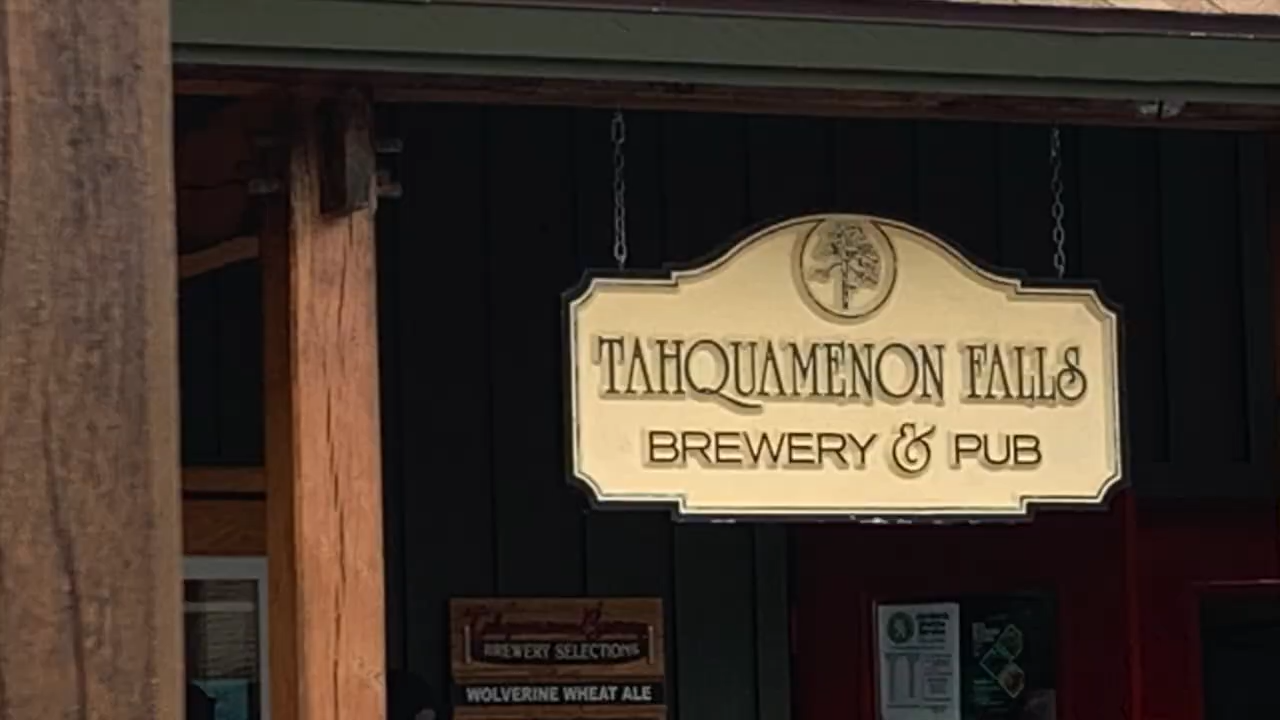 TAHQUAMENON FALLS
BREWERY & PUB
BREWERY SELECTIONS
WOLVERINE WHEAT ALE